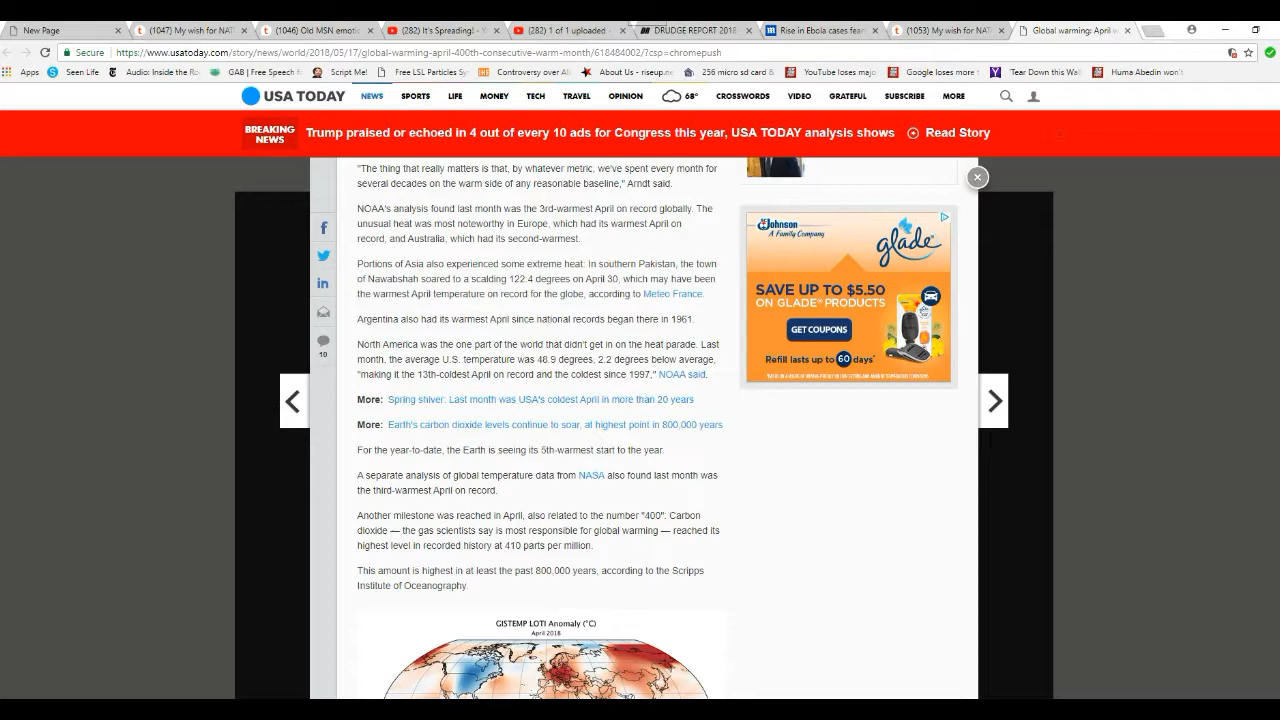 New Page
(1047) My wish for NAT
(1046) Old MSN emotic
(282) It's Spreading! -
(282) 1 of 1 uploaded
DRUDGE REPORT 2018
Rise in Ebola cases fear
(1053) My wish for NAT
Global warming: April w
Secure
https://www.usatoday.com/story/news/world/2018/05/17/global-warming-april-400th-consecutive-warm-month/618484002/?csp=chromepush
Apps
Seen Life
Audio: Inside the Ro
GAB | Free Speech f
Script Me!
Free LSL Particles Sy
Controversy over Al
About Us - riseup.ne
256 micro sd card &
YouTube loses majo
Google loses more t
'Tear Down this Wal
Huma Abedin won't
USA TODAY
NEWS
SPORTS
LIFE
MONEY
TECH
TRAVEL
OPINION
68°
CROSSWORDS
VIDEO
GRATEFUL
SUBSCRIBE
MORE
BREAKING
NEWS
Trump praised or echoed in 4 out of every 10 ads for Congress this year, USA TODAY analysis shows
Read Story
"The thing that really matters is that, by whatever metric, we've spent every month for
several decades on the warm side of any reasonable baseline," Arndt said.
NOAA's analysis found last month was the 3rd-warmest April on record globally. The
unusual heat was most noteworthy in Europe, which had its warmest April on
record, and Australia, which had its second-warmest.
Portions of Asia also experienced some extreme heat: In southern Pakistan, the town
of Nawabshah soared to a scalding 122.4 degrees on April 30, which may have been
the warmest April temperature on record for the globe, according to Meteo France.
Argentina also had its warmest April since national records began there in 1961.
North America was the one part of the world that didn't get in on the heat parade. Last
month, the average U.S. temperature was 48.9 degrees, 2.2 degrees below average,
"making it the 13th-coldest April on record and the coldest since 1997," NOAA said.
More: Spring shiver: Last month was USA's coldest April in more than 20 years
More: Earth's carbon dioxide levels continue to soar, at highest point in 800,000 years
For the year-to-date, the Earth is seeing its 5th-warmest start to the year.
A separate analysis of global temperature data from NASA also found last month was
the third-warmest April on record.
Another milestone was reached in April, also related to the number "400": Carbon
dioxide — the gas scientists say is most responsible for global warming — reached its
highest level in recorded history at 410 parts per million.
This amount is highest in at least the past 800,000 years, according to the Scripps
Institute of Oceanography.
GISTEMP LOTI Anomaly (°C)
April 2018
10
SC Johnson
A Family Company
glade
SAVE UP TO $5.50
ON GLADE® PRODUCTS
GET COUPONS
Refill lasts up to 60 days*